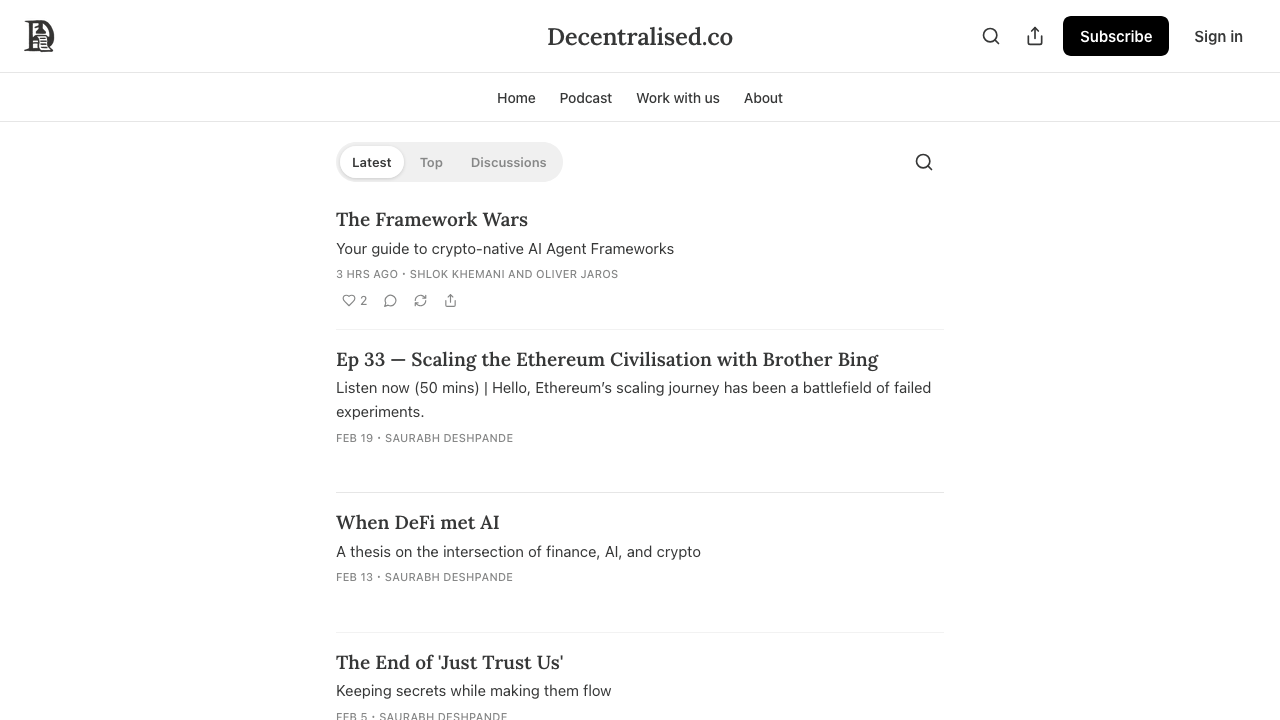 Decentralised.co
Subscribe
Sign in
Home
Podcast
Work with us
About
Latest
Top
Discussions
The Framework Wars
Your guide to crypto-native AI Agent Frameworks
3 HRS AGO • SHLOK KHEMANI AND OLIVER JAROS
2
Ep 33 — Scaling the Ethereum Civilisation with Brother Bing
Listen now (50 mins) | Hello, Ethereum’s scaling journey has been a battlefield of failed
experiments.
FEB 19 • SAURABH DESHPANDE
When DeFi met AI
A thesis on the intersection of finance, AI, and crypto
FEB 13 • SAURABH DESHPANDE
The End of 'Just Trust Us'
Keeping secrets while making them flow
FEB 5 • SAURABH DESHPANDE